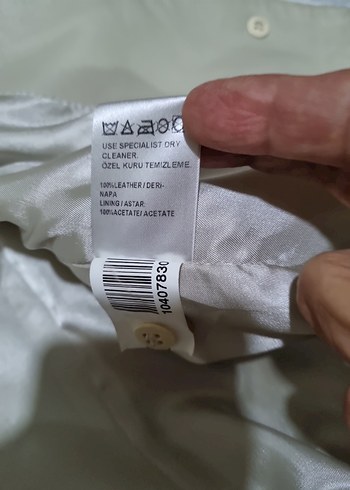 USE SPECIALIST DRY
CLEANER.
ÖZEL KURU TEMİZLEME.
100%LEATHER / DERI-
NAPA
LINING / ASTAR:
100%ACETATE / ACETATE
10407830